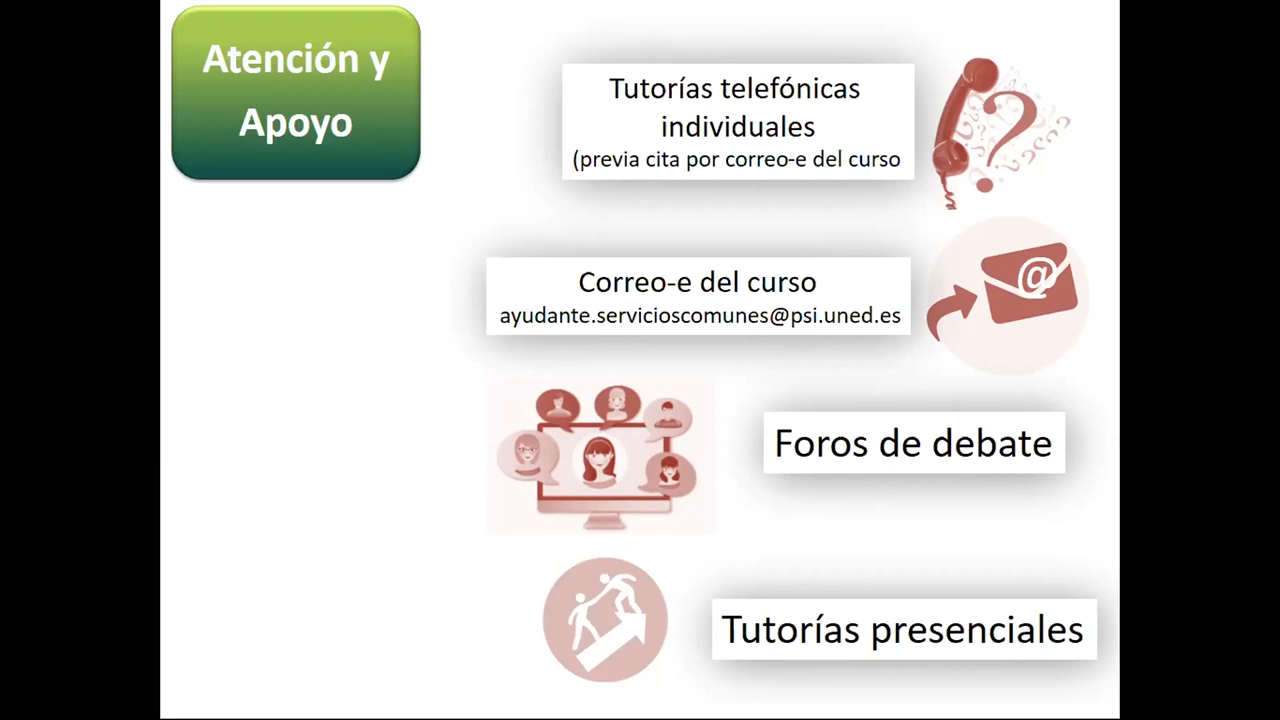 Atención y
Apoyo
Tutorías telefónicas
individuales
(previa cita por correo-e del curso
Correo-e del curso
ayudante.servicioscomunes@psi.uned.es
Foros de debate
Tutorías presenciales